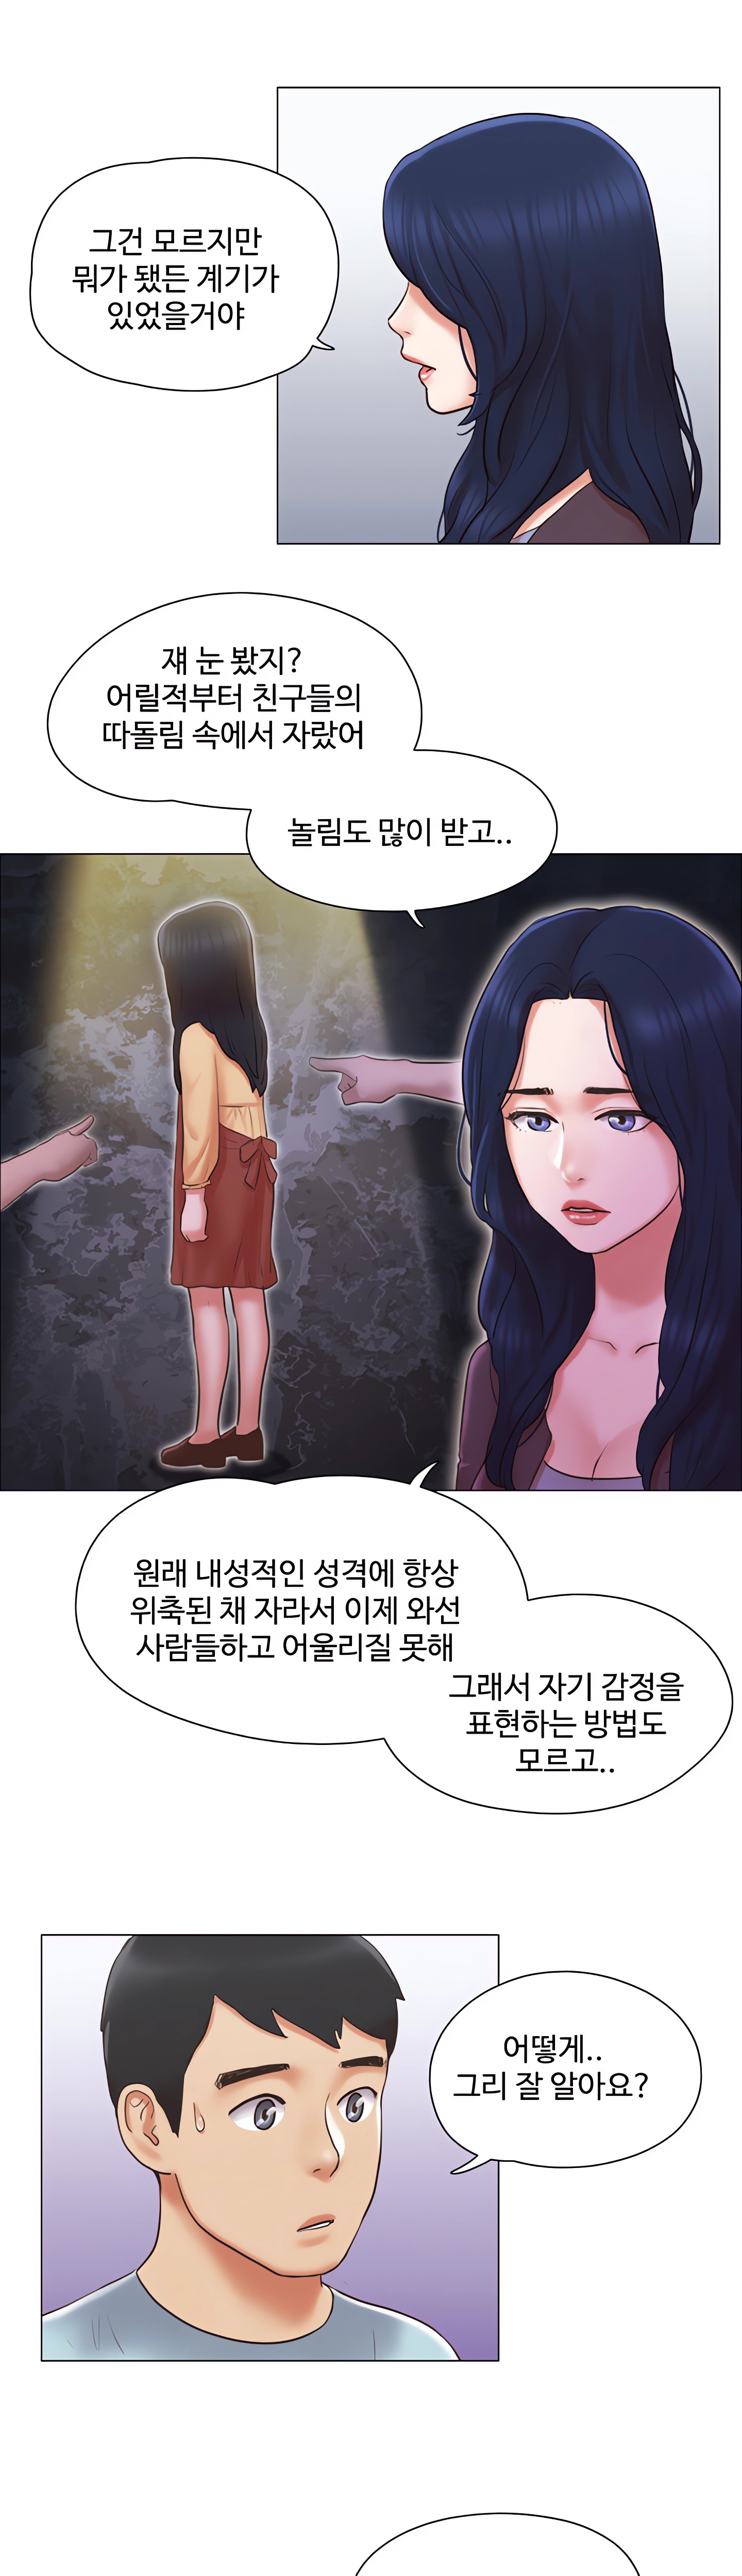 그건 모르지만
뭐가 됐든 계기가
있었을거야
쟤 눈 봤지?
어릴적부터 친구들의
따돌림 속에서 자랐어
놀림도 많이 받고..
원래 내성적인 성격에 항상
위축된 채 자라서 이제 와선
사람들하고 어울리질 못해
그래서 자기 감정을
표현하는 방법도
모르고..
어떻게..
그리 잘 알아요?